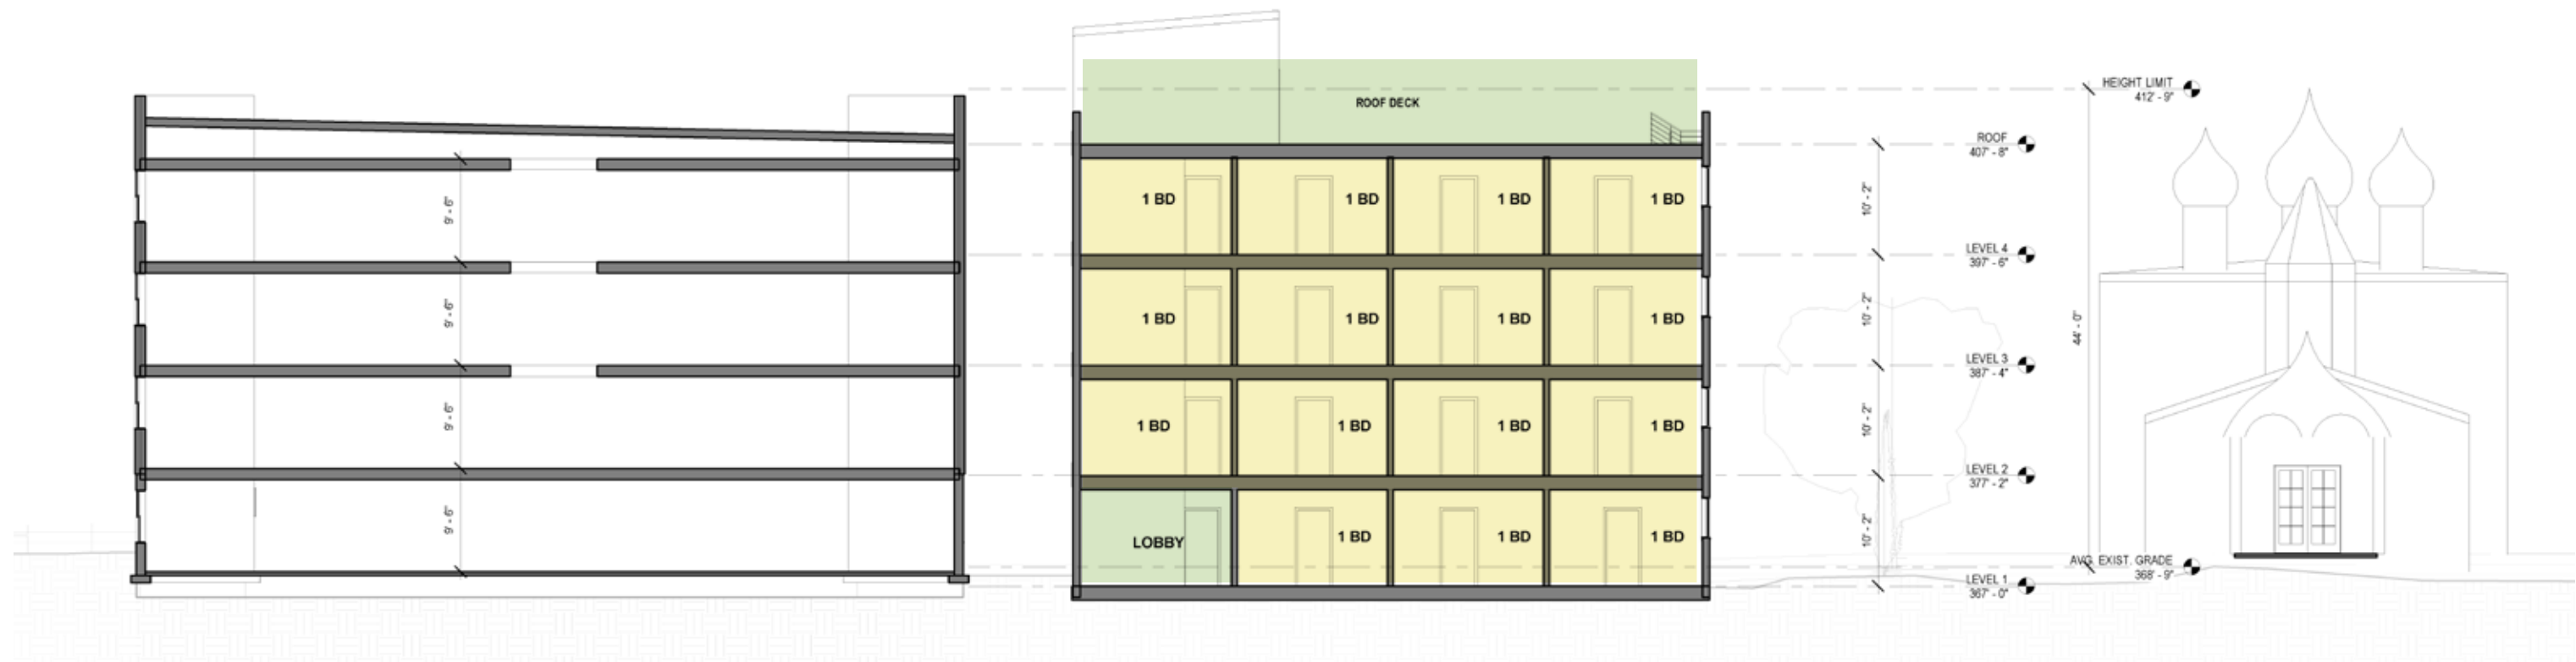 HEIGHT LIMIT
412' - 9"
ROOF DECK
ROOF
407' - 8"
9' - 6"
1 BD
1 BD
1 BD
1 BD
10' - 2"
LEVEL 4
397' - 6"
9' - 6"
1 BD
1 BD
1 BD
1 BD
10' - 2"
44' - 0"
LEVEL 3
387' - 4"
9' - 6"
1 BD
1 BD
1 BD
1 BD
10' - 2"
LEVEL 2
377' - 2"
9' - 6"
LOBBY
1 BD
1 BD
1 BD
10' - 2"
AVG. EXIST. GRADE
368' - 9"
LEVEL 1
367' - 0"